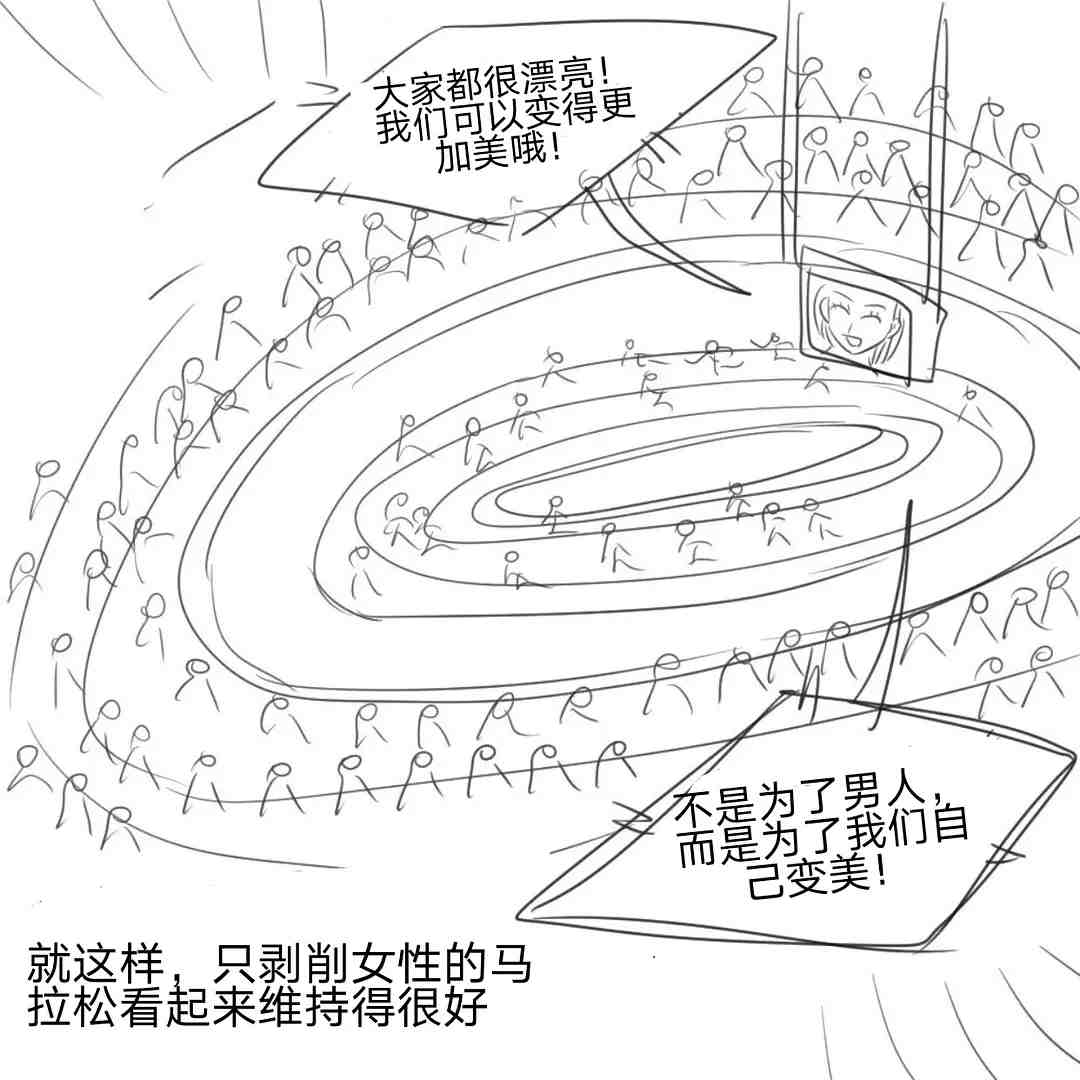 大家都很漂亮！
我们可以变得更
加美哦！
不是为了男人，
而是为了我们自
己变美！
就这样，只剥削女性的马
拉松看起来维持得很好